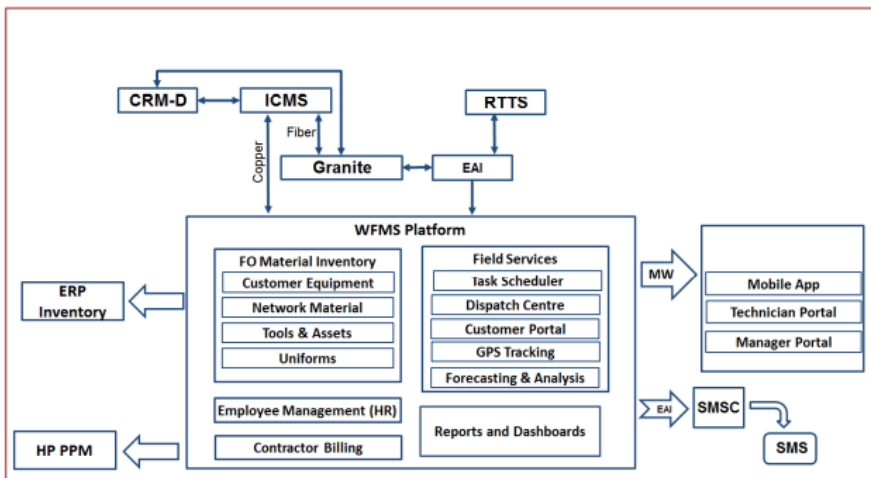 CRM-D
ICMS
RTTS
Copper
Fiber
Granite
EAI
WFMS Platform
FO Material Inventory
Customer Equipment
Network Material
Tools & Assets
Uniforms
Employee Management (HR)
Contractor Billing
Field Services
Task Scheduler
Dispatch Centre
Customer Portal
GPS Tracking
Forecasting & Analysis
Reports and Dashboards
ERP
Inventory
HP PPM
MW
Mobile App
Technician Portal
Manager Portal
EAI
SMSC
SMS